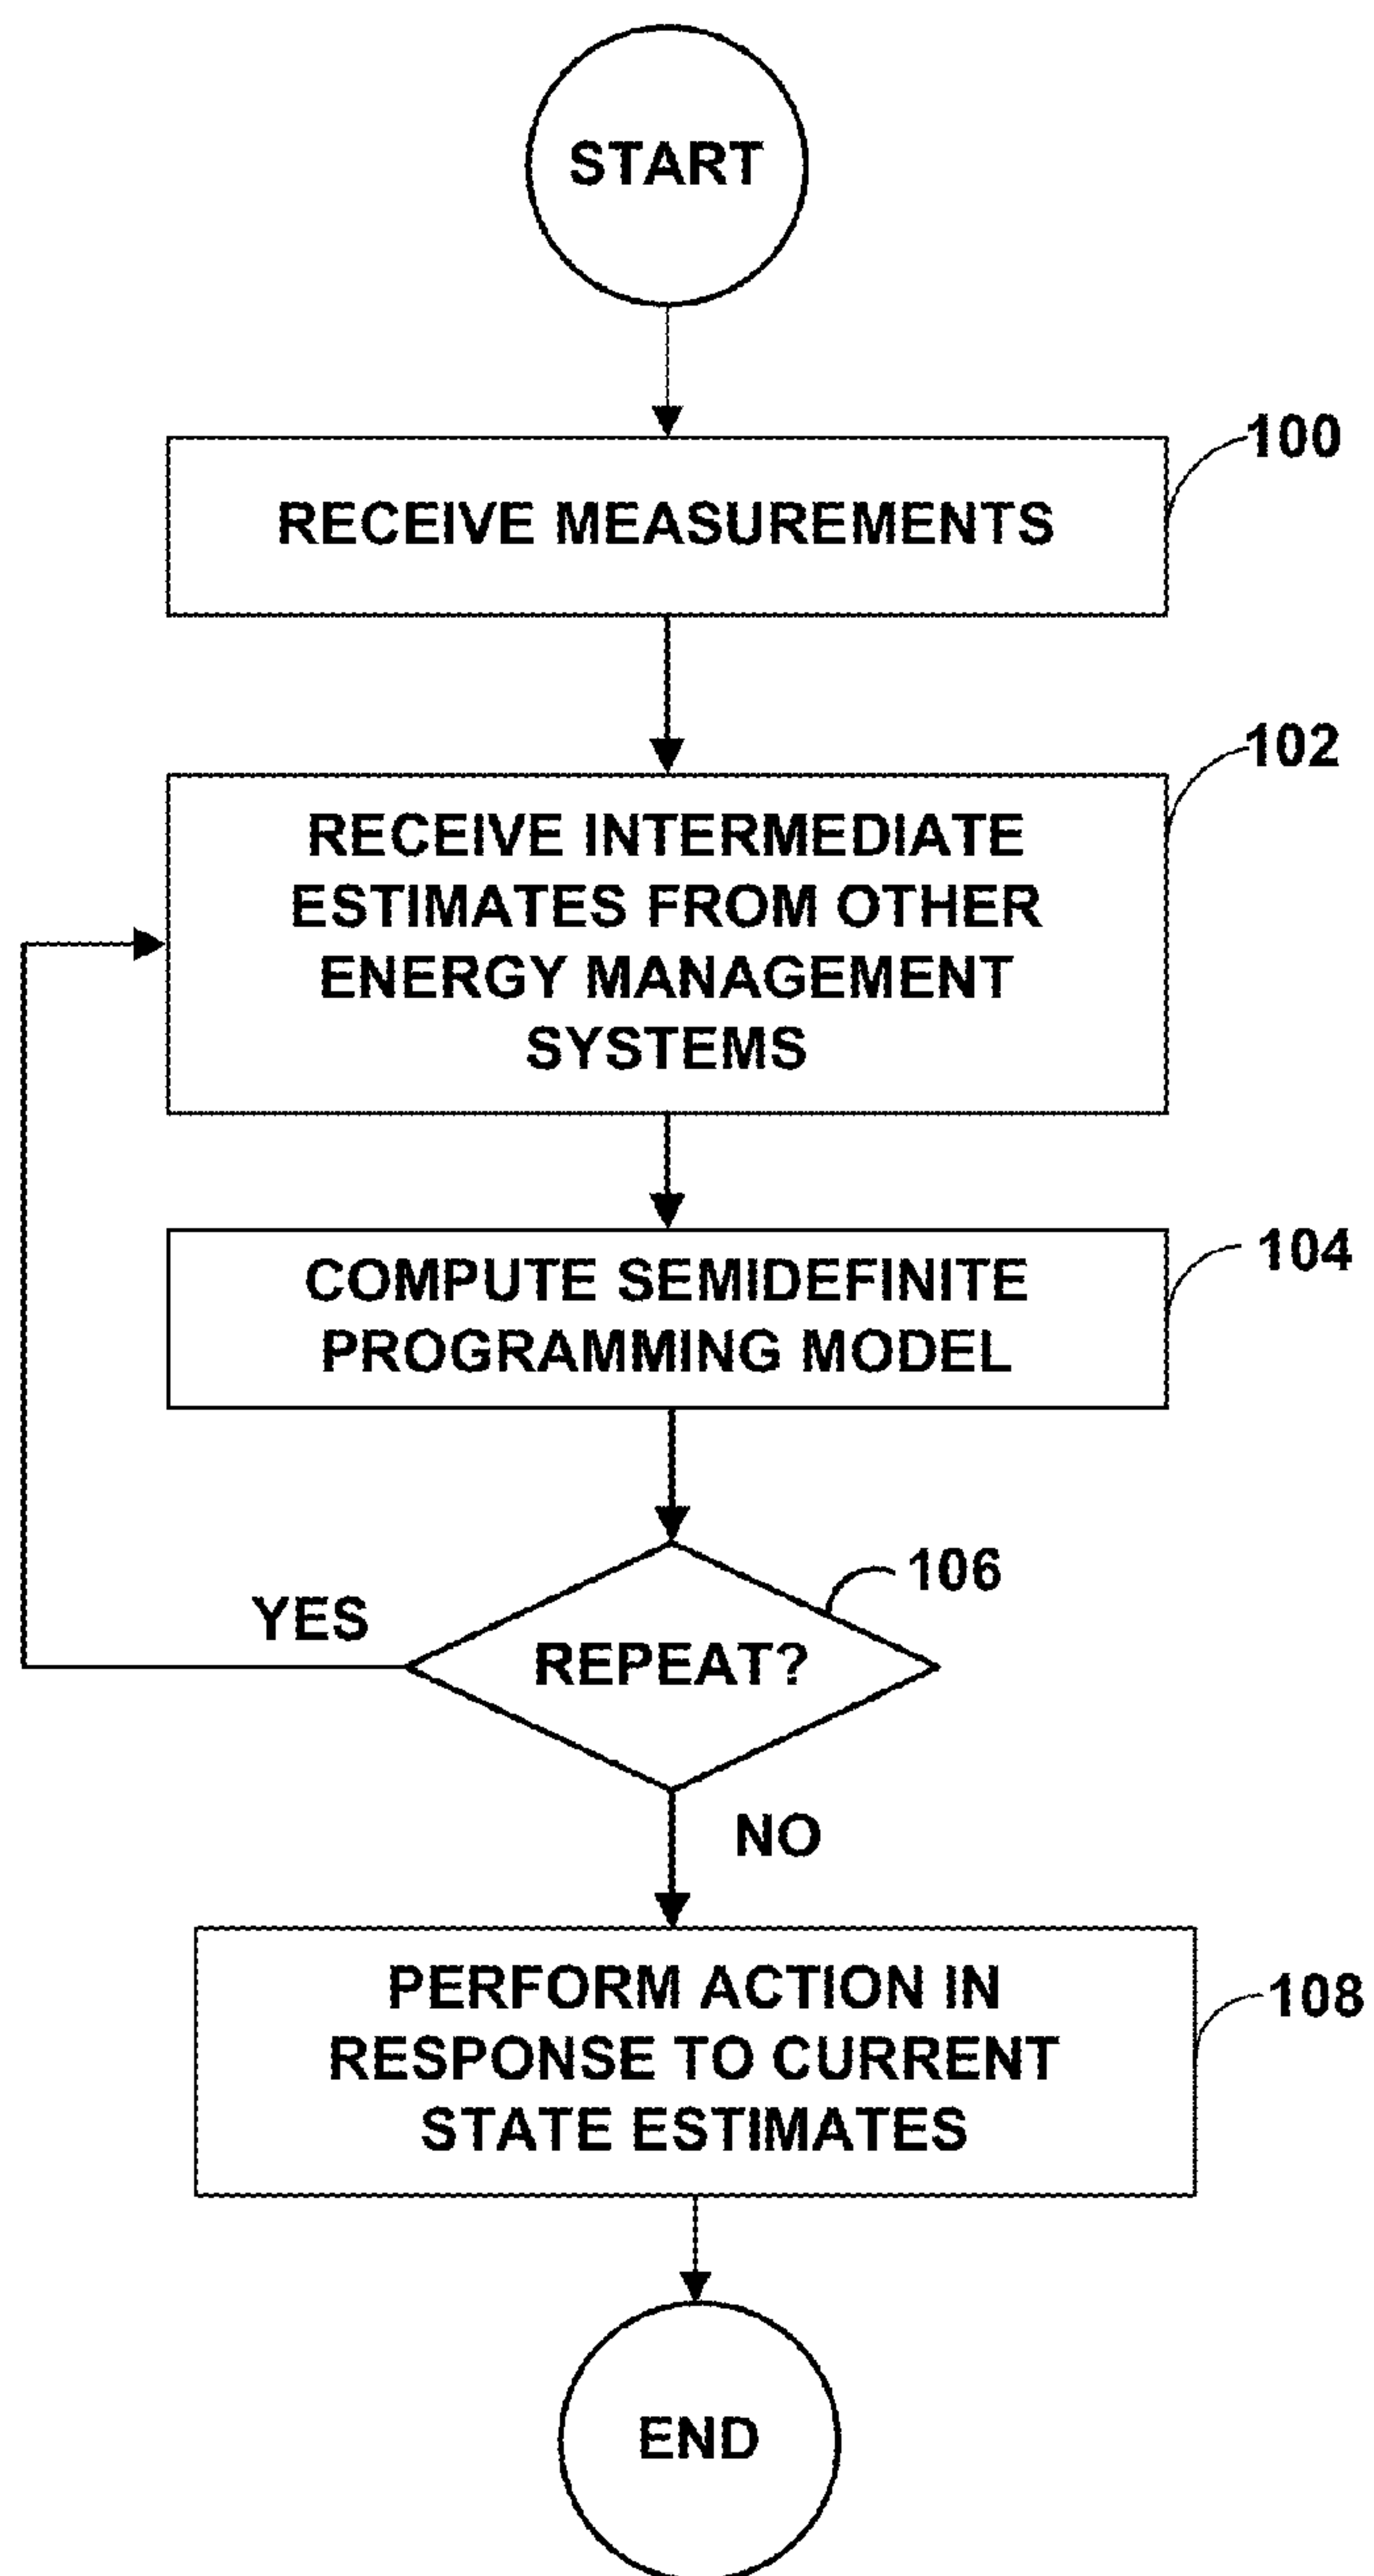 START
RECEIVE MEASUREMENTS
100
RECEIVE INTERMEDIATE
ESTIMATES FROM OTHER
ENERGY MANAGEMENT
SYSTEMS
102
COMPUTE SEMIDEFINITE
PROGRAMMING MODEL
104
REPEAT?
106
YES
NO
PERFORM ACTION IN
RESPONSE TO CURRENT
STATE ESTIMATES
108
END